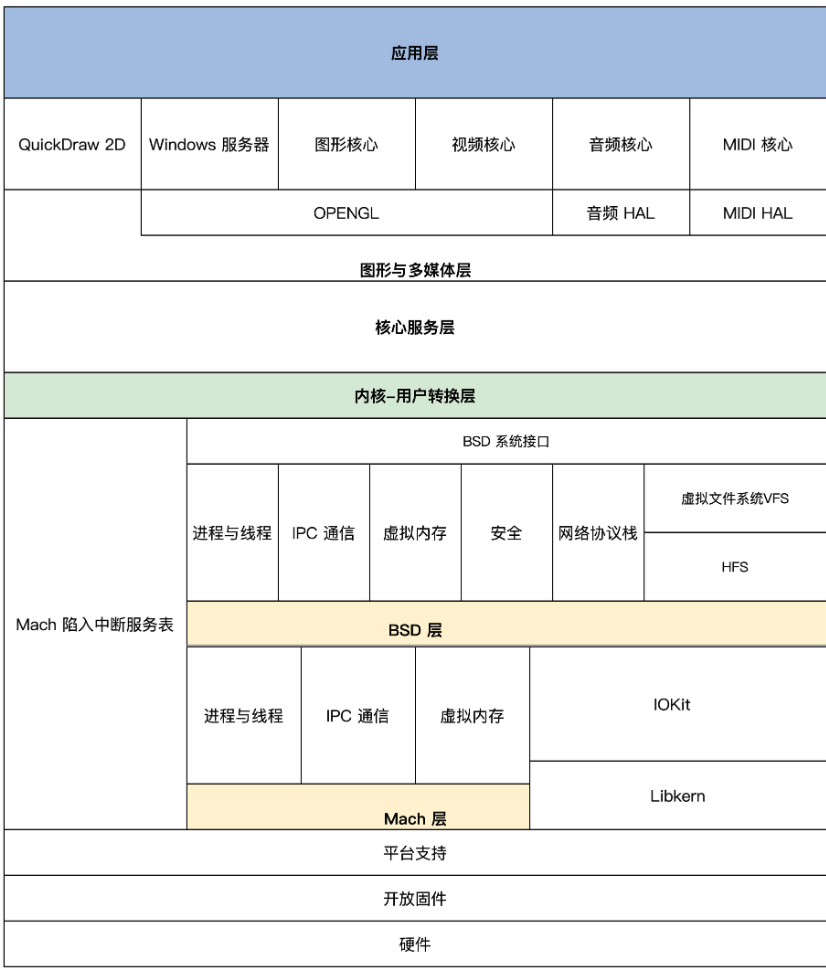 应用层
QuickDraw 2D
Windows 服务器
图形核心
视频核心
音频核心
MIDI 核心
OPENGL
音频 HAL
MIDI HAL
图形与多媒体层
核心服务层
内核–用户转换层
Mach 陷入中断服务表
BSD 系统接口
进程与线程
IPC 通信
虚拟内存
安全
网络协议栈
虚拟文件系统VFS
HFS
BSD 层
进程与线程
IPC 通信
虚拟内存
IOKit
Libkern
Mach 层
平台支持
开放固件
硬件